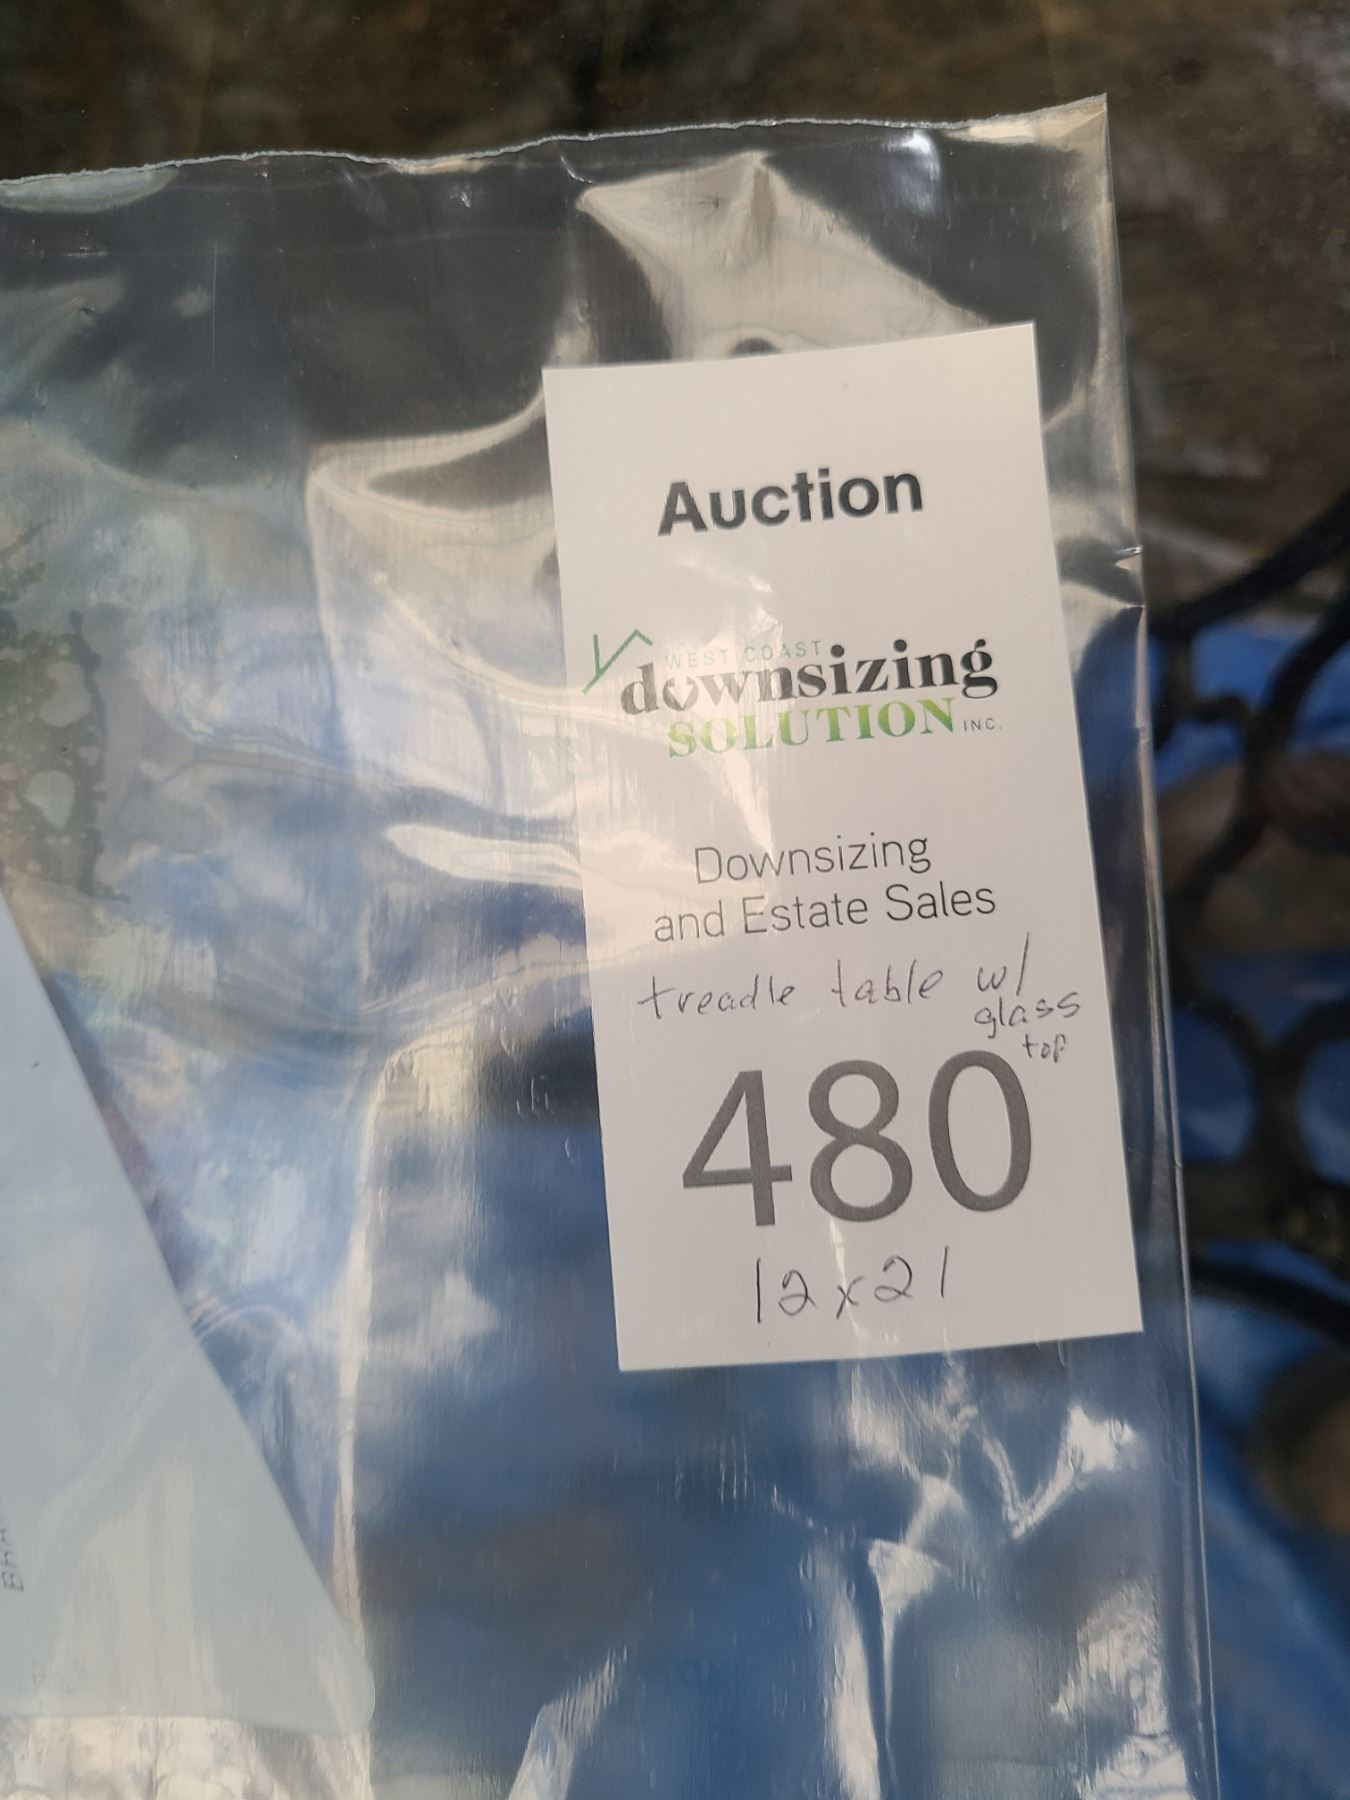 Auction
WEST COAST
downsizing
SOLUTION INC.
Downsizing
and Estate Sales
treadle table w/
glass
top
480
12x21